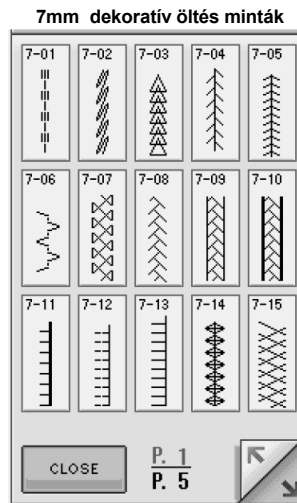 7mm dekoratív öltés minták
7-01 7-02 7-03 7-04 7-05
7-06 7-07 7-08 7-09 7-10
7-11 7-12 7-13 7-14 7-15
CLOSE P. 1
P. 5